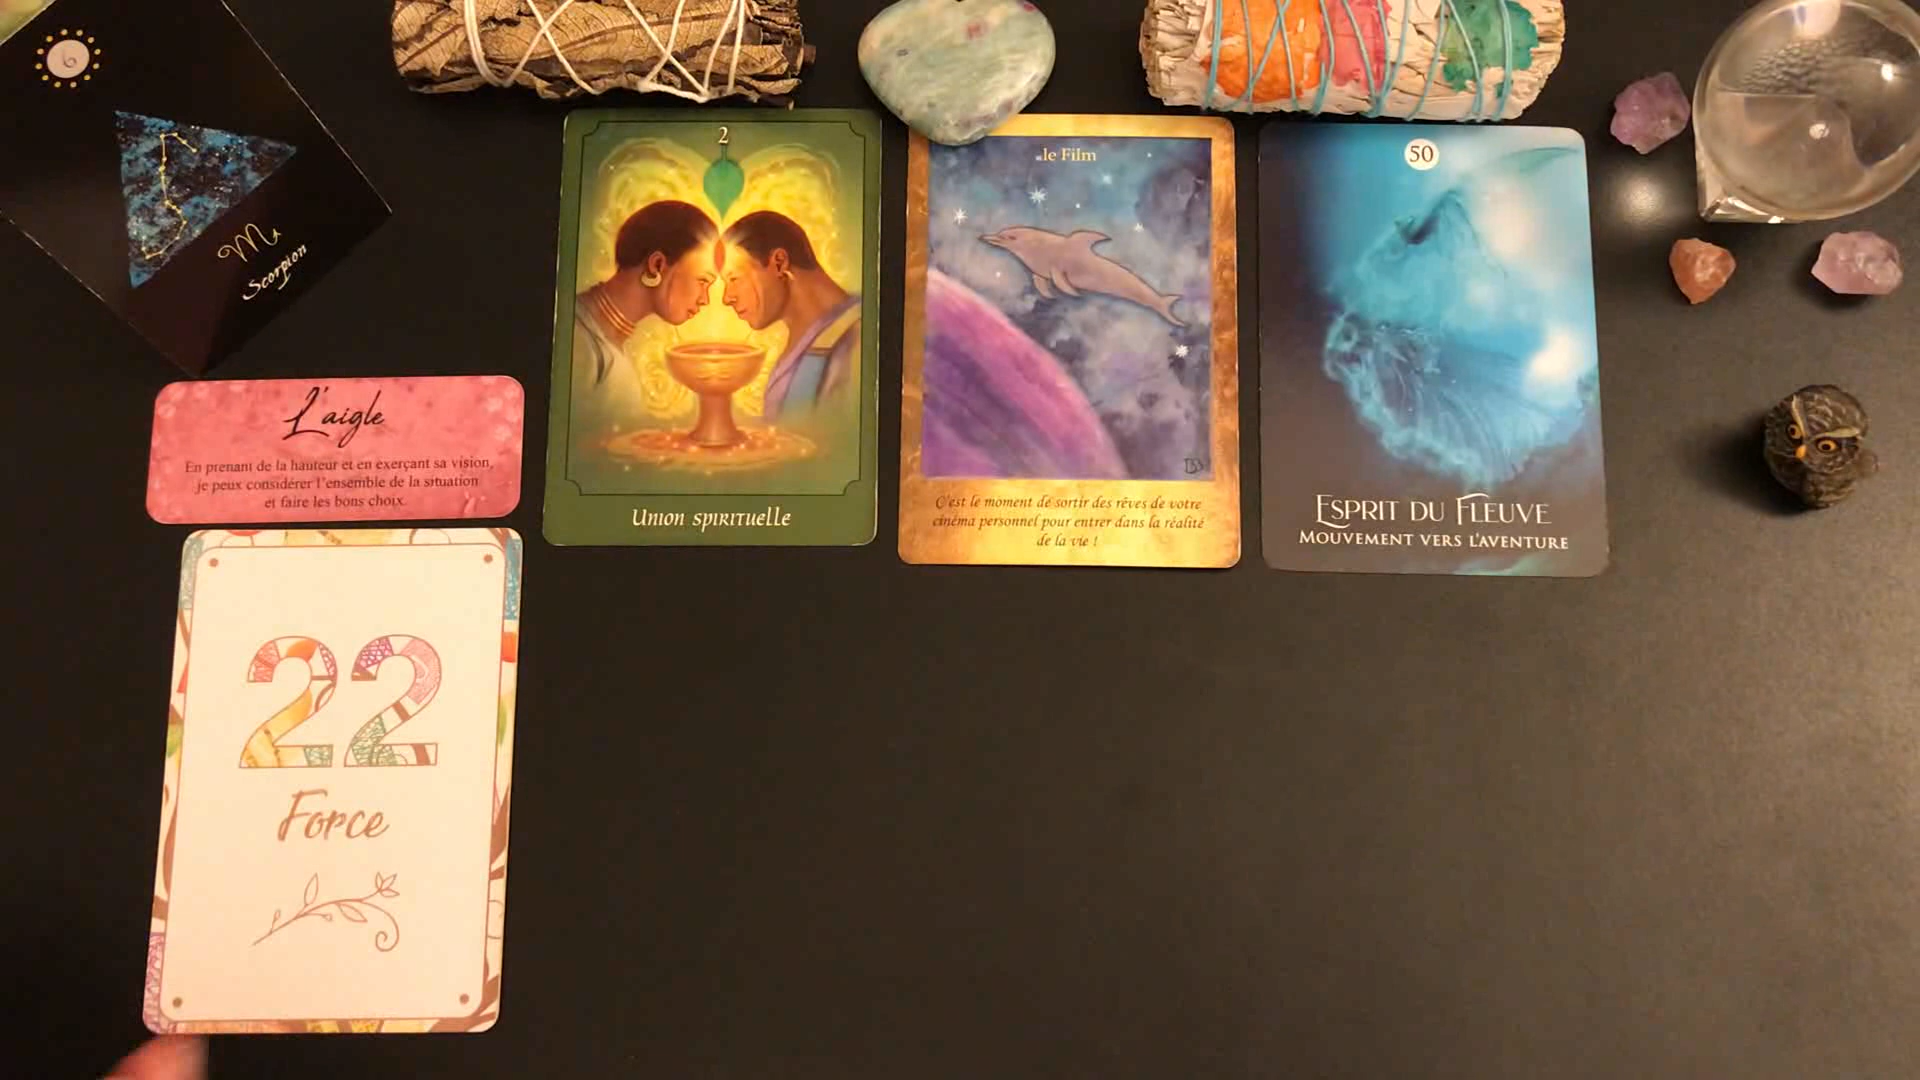 6
Scorpion
L'aigle
En prenant de la hauteur et en exerçant sa vision,
je peux considérer l'ensemble de la situation
et faire les bons choix.
22
Force
2
Union spirituelle
le Film
C'est le moment de sortir des rêves de votre
cinéma personnel pour entrer dans la réalité
de la vie !
50
Esprit du Fleuve
Mouvement vers l'aventure